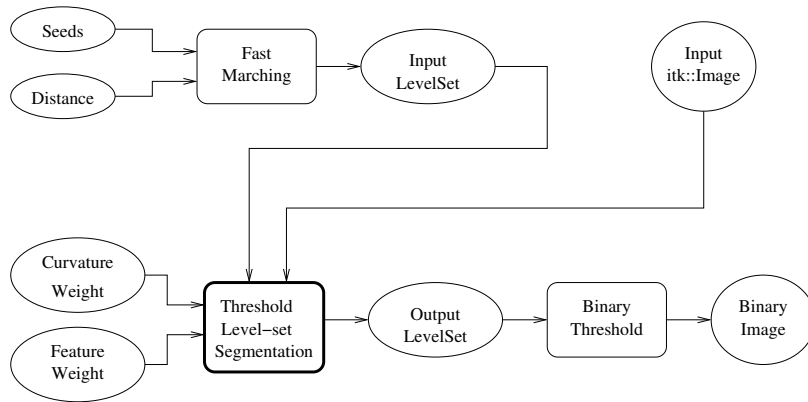 Seeds
Distance
Fast
Marching
Input
LevelSet
Input
itk::Image
Curvature
Weight
Feature
Weight
Threshold
Level−set
Segmentation
Output
LevelSet
Binary
Threshold
Binary
Image